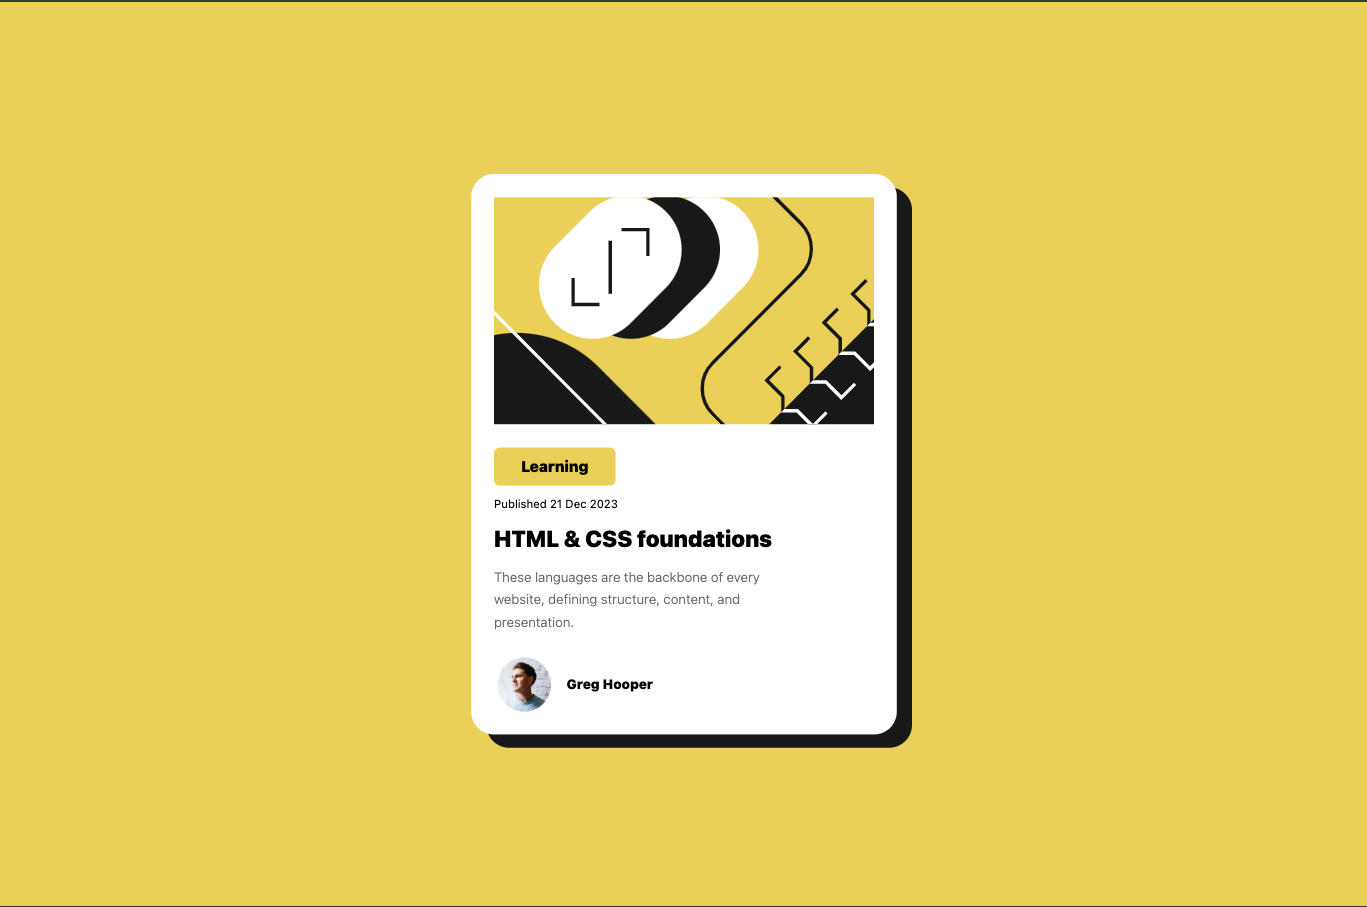 Learning
Published 21 Dec 2023
HTML & CSS foundations
These languages are the backbone of every
website, defining structure, content, and
presentation.
Greg Hooper